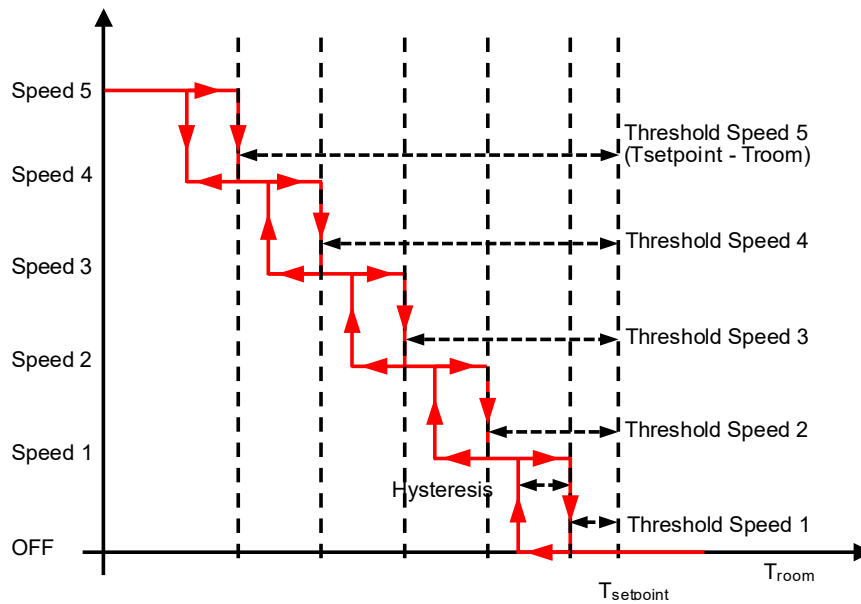 Speed 5
Threshold Speed 5
(Tsetpoint - Troom)
Speed 4
Threshold Speed 4
Speed 3
Threshold Speed 3
Speed 2
Threshold Speed 2
Speed 1
Hysteresis
Threshold Speed 1
OFF
Troom
Tsetpoint